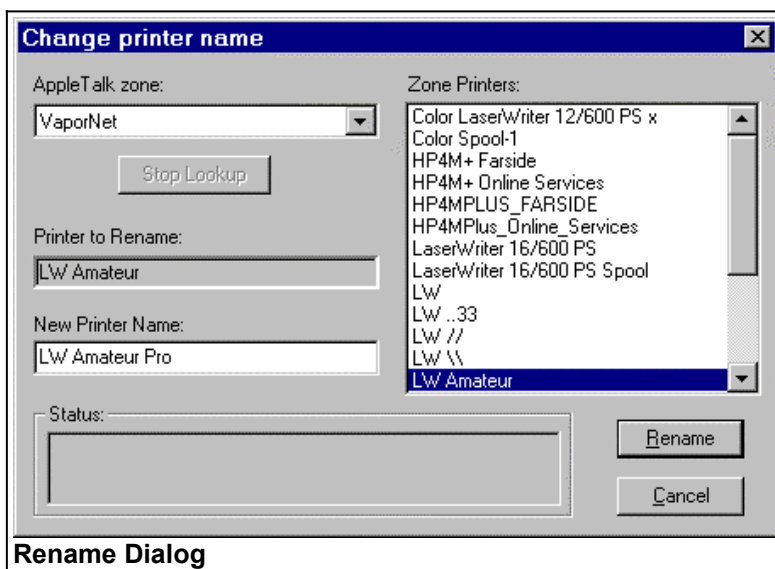 Change printer name
AppleTalk zone:
VaporNet
Stop Lookup
Printer to Rename:
LW Amateur
New Printer Name:
LW Amateur Pro
Zone Printers:
Color LaserWriter 12/600 PS x
Color Spool-1
HP4M+ Farside
HP4M+ Online Services
HP4MPLUS_FARSIDE
HP4MPlus_Online_Services
LaserWriter 16/600 PS
LaserWriter 16/600 PS Spool
LW
LW ..33
LW //
LW \\
LW Amateur
Status:
Rename
Cancel
Rename Dialog